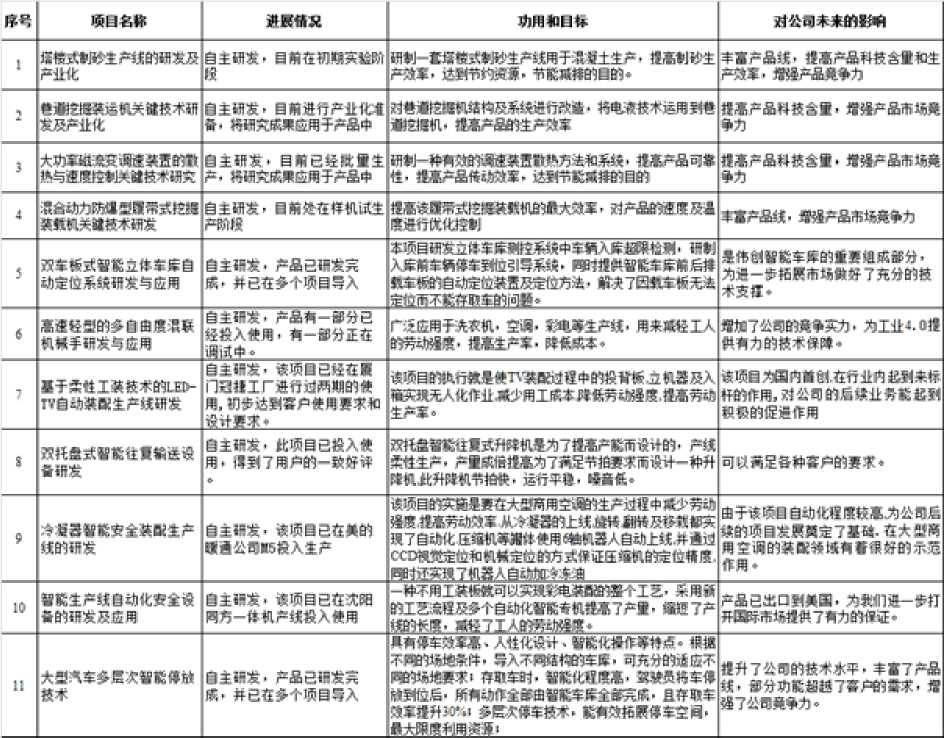 序号 项目名称 进展情况 功用和目标 对公司未来的影响
1
塔楼式制砂生产线的研发及
产业化
自主研发，目前在初期实验阶
段
研制一套塔楼式制砂生产线用于混凝土生产，提高制砂生
产效率，达到节约资源，节能减排的目的。
丰富产品线，提高产品科技含量和生
产效率，增强产品竞争力
2
巷道挖掘装运机关键技术研
发及产业化
自主研发，目前进行产业化准
备，将研究成果应用于产品中
对巷道挖掘机结构及系统进行改造，将电液技术运用到巷
道挖掘机，提高产品的生产效率
提高产品科技含量，增强产品市场竞
争力
3
大功率磁流变调速装置的散
热与速度控制关键技术研究
自主研发，目前已经批量生
产，将研究成果应用于产品中
研制一种有效的调速装置散热方法和系统，提高产品可靠
性，提高产品传动效率，达到节能减排的目的
提高产品科技含量，增强产品市场竞
争力
4
混合动力防爆型履带式挖掘
装载机关键技术研发
自主研发，目前处在样机试生
产阶段
提高该履带式挖掘装载机的最大效率，对产品的速度及温
度进行优化控制
丰富产品线，增强产品市场竞争力
5
双车板式智能立体车库自
动定位系统研发与应用
自主研发，产品已研发完
成，并已在多个项目导入
本项目研发立体车库测控系统中车辆入库超限检测，研制
入库前车辆停车到位引导系统，同时提供智能车库前后排
载车板的自动定位装置及定位方法，解决了因载车板无法
定位而不能存取车的问题。
是伟创智能车库的重要组成部分，
为进一步拓展市场做好了充分的技
术支撑。
6
高速轻型的多自由度混联
机械手研发与应用
自主研发，产品有一部分已
经投入使用，有一部分正在
调试中。
广泛应用于洗衣机，空调，彩电等生产线，用来减轻工人
的劳动强度，提高生产率，降低成本。
增加了公司的竞争实力，为工业4.0提
供有力的技术保障。
7
基于柔性工装技术的LED-
TV自动装配生产线研发
自主研发，该项目已经在厦
门冠捷工厂进行过两期的使
用,初步达到客户使用要求和
设计要求。
该项目的执行就是使TV装配过程中的投背板,立机器及入
箱实现无人化作业,减少用工成本,降低劳动强度,提高劳动
生产率。
该项目为国内首创,在行业内起到来标
杆的作用,对公司的后续业务能起到
积极的促进作用
8
双托盘式智能往复输送设
备研发
自主研发，此项目已投入使
用，得到了用户的一致好评
。
双托盘智能往复式升降机是为了提高产能而设计的，产线
柔性生产，产量成倍提高为了满足节拍要求而设计一种升
降机,此升降机节拍快，运行平稳，噪音低。
可以满足各种客户的要求。
9
冷凝器智能安全装配生产
线的研发
自主研发，该项目已在美的
暖通公司M5投入生产
该项目的实施是要在大型商用空调的生产过程中减少劳动
强度,提高劳动效率.从冷凝器的上线,旋转,翻转及移栽都实
现了自动化.压缩机等罐体使用6轴机器人自动上线,并通过
CCD视觉定位和机械定位的方式保证压缩机的定位精度,
同时还实现了机器人自动加冷冻油
由于该项目自动化程度较高,为公司后
续的项目发展奠定了基础.在大型商
用空调的装配领域有着很好的示范
作用。
10
智能生产线自动化安全设
备的研发及应用
自主研发，该项目已在沈阳
同方一体机产线投入使用
一种不用工装板就可以实现彩电装配的整个工艺，采用新
的工艺流程及多个自动化智能专机提高了产量，缩短了产
线的长度，减轻了工人的劳动强度。
产品已出口到美国，为我们进一步打
开国际市场提供了有力的保证。
11
大型汽车多层次智能停放
技术
自主研发，产品已研发完
成，并已在多个项目导入
具有停车效率高、人性化设计、智能化操作等特点。根据
不同的场地条件，导入不同结构的车库，可充分的适应不
同的场地要求；存取车时，智能化程度高，驾驶员将车停
放到位后，所有动作全部由智能车库全部完成，且存取车
效率提升30%；多层次停车技术，能有效拓展停车空间，
最大限度利用资源；
提升了公司的技术水平，丰富了产品
线，部分功能超越了客户的需求，增
强了公司竞争力。